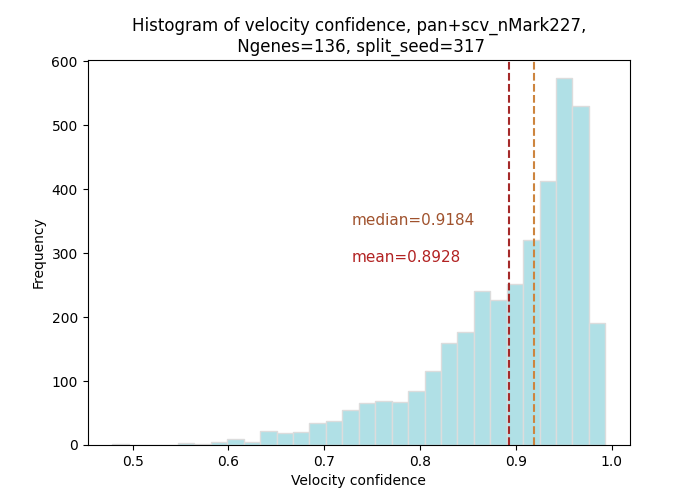 Histogram of velocity confidence, pan+scv_nMark227,
Ngenes=136, split_seed=317
600
500
400
300
200
100
0
Frequency
median=0.9184
mean=0.8928
0.5 0.6 0.7 0.8 0.9 1.0
Velocity confidence